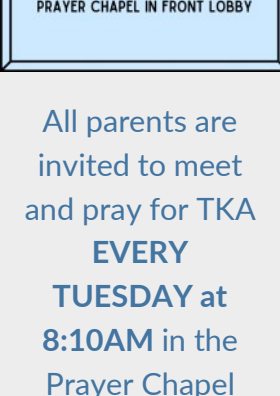 PRAYER CHAPEL IN FRONT LOBBY
All parents are
invited to meet
and pray for TKA
EVERY
TUESDAY at
8:10AM in the
Prayer Chapel